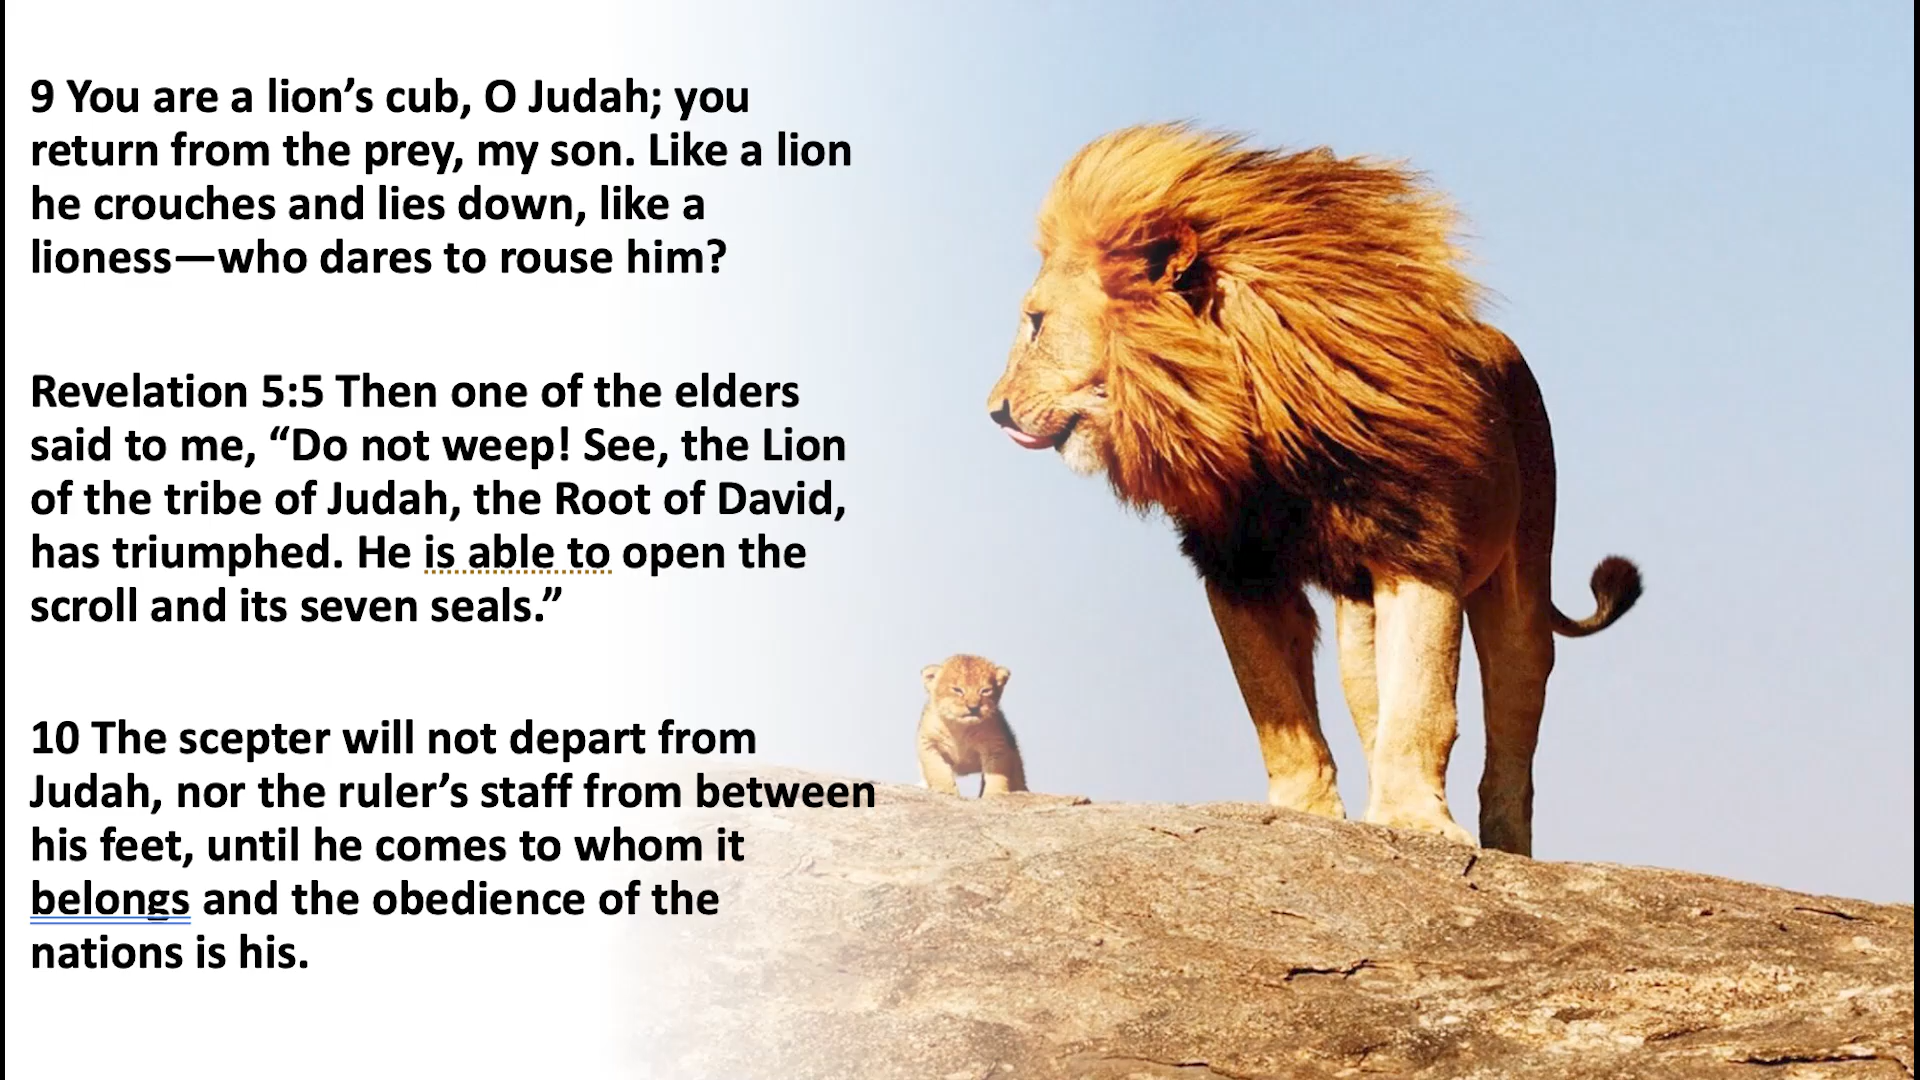 9 You are a lion’s cub, O Judah; you
return from the prey, my son. Like a lion
he crouches and lies down, like a
lioness—who dares to rouse him?
Revelation 5:5 Then one of the elders
said to me, “Do not weep! See, the Lion
of the tribe of Judah, the Root of David,
has triumphed. He is able to open the
scroll and its seven seals.”
10 The scepter will not depart from
Judah, nor the ruler’s staff from between
his feet, until he comes to whom it
belongs and the obedience of the
nations is his.